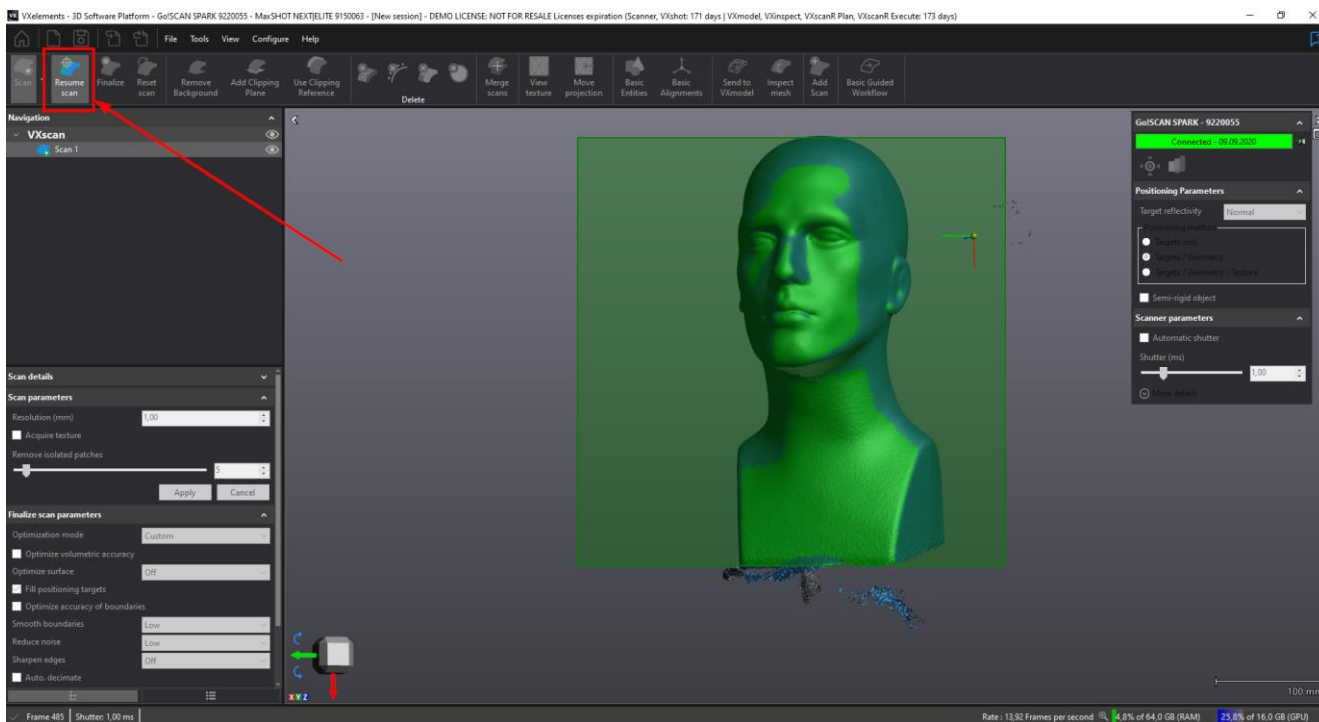 VXelements - 3D Software Platform - Go!SCAN SPARK 9220055 - MaxSHOT NEXT|ELITE 9150063 - [New session] - DEMO LICENSE: NOT FOR RESALE Licenses expiration (Scanner, VXshot: 171 days | VXmodel, VXinspect, VXscanR Plan, VXscanR Execute: 173 days)
File Tools View Configure Help
Scan Resume scan Finalize Reset scan Remove Background Add Clipping Plane Use Clipping Reference Delete Merge scans View texture Move projection Basic Entities Basic Alignments Send to VXmodel Inspect mesh Add Scan Basic Guided Workflow
Navigation
VXscan
Scan 1
Scan details
Scan parameters
Resolution (mm) 1,00
Acquire texture
Remove isolated patches
5
Apply Cancel
Finalize scan parameters
Optimization mode Custom
Optimize volumetric accuracy
Optimize surface Off
Fill positioning targets
Optimize accuracy of boundaries
Smooth boundaries Low
Reduce noise Low
Sharpen edges Off
Auto. decimate
X Y Z
100 mm
Go!SCAN SPARK - 9220055
Connected - 09.09.2020
Positioning Parameters
Target reflectivity Normal
Positioning method
Targets only
Targets / Geometry
Targets / Geometry / Texture
Semi-rigid object
Scanner parameters
Automatic shutter
Shutter (ms)
1,00
More details
Frame 485 Shutter: 1,00 ms Rate : 13,92 Frames per second 4,8% of 64,0 GB (RAM) 25,8% of 16,0 GB (GPU)